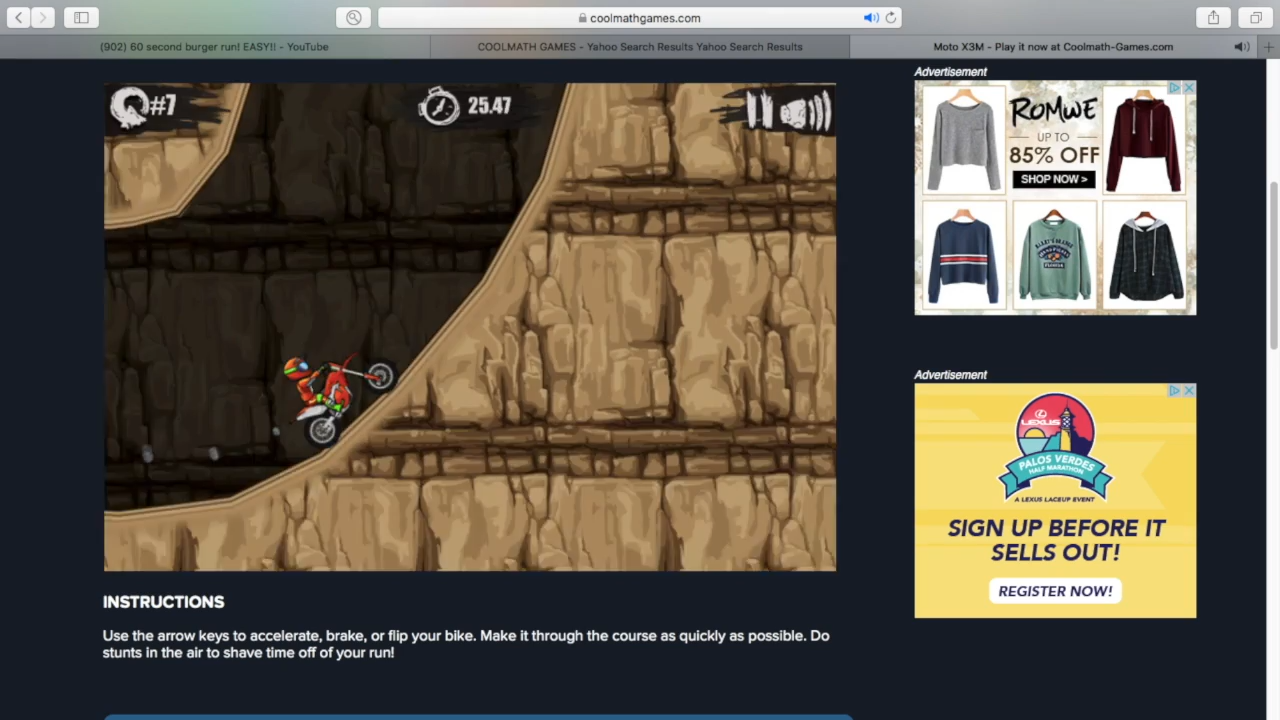 coolmathgames.com
(902) 60 second burger run! EASY!! - YouTube
COOLMATH GAMES - Yahoo Search Results Yahoo Search Results
Moto X3M - Play it now at Coolmath-Games.com
#7
25.47
INSTRUCTIONS
Use the arrow keys to accelerate, brake, or flip your bike. Make it through the course as quickly as possible. Do
stunts in the air to shave time off of your run!
Advertisement
ROMWE
UP TO
85% OFF
SHOP NOW >
Advertisement
LEXUS
PALOS VERDES
HALF MARATHON
A LEXUS LACEUP EVENT
SIGN UP BEFORE IT
SELLS OUT!
REGISTER NOW!